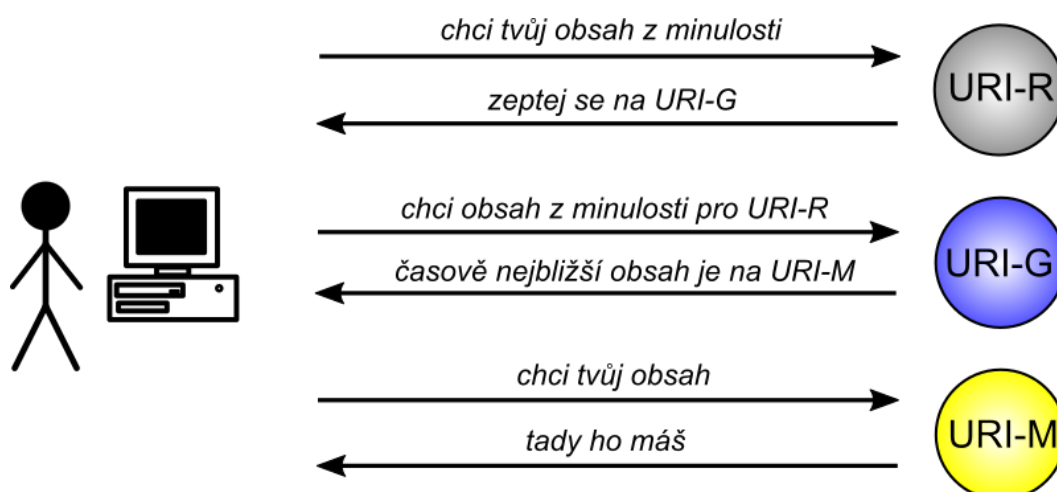 chci tvůj obsah z minulosti
URI-R
zeptej se na URI-G
chci obsah z minulosti pro URI-R
URI-G
časově nejbližší obsah je na URI-M
chci tvůj obsah
URI-M
tady ho máš